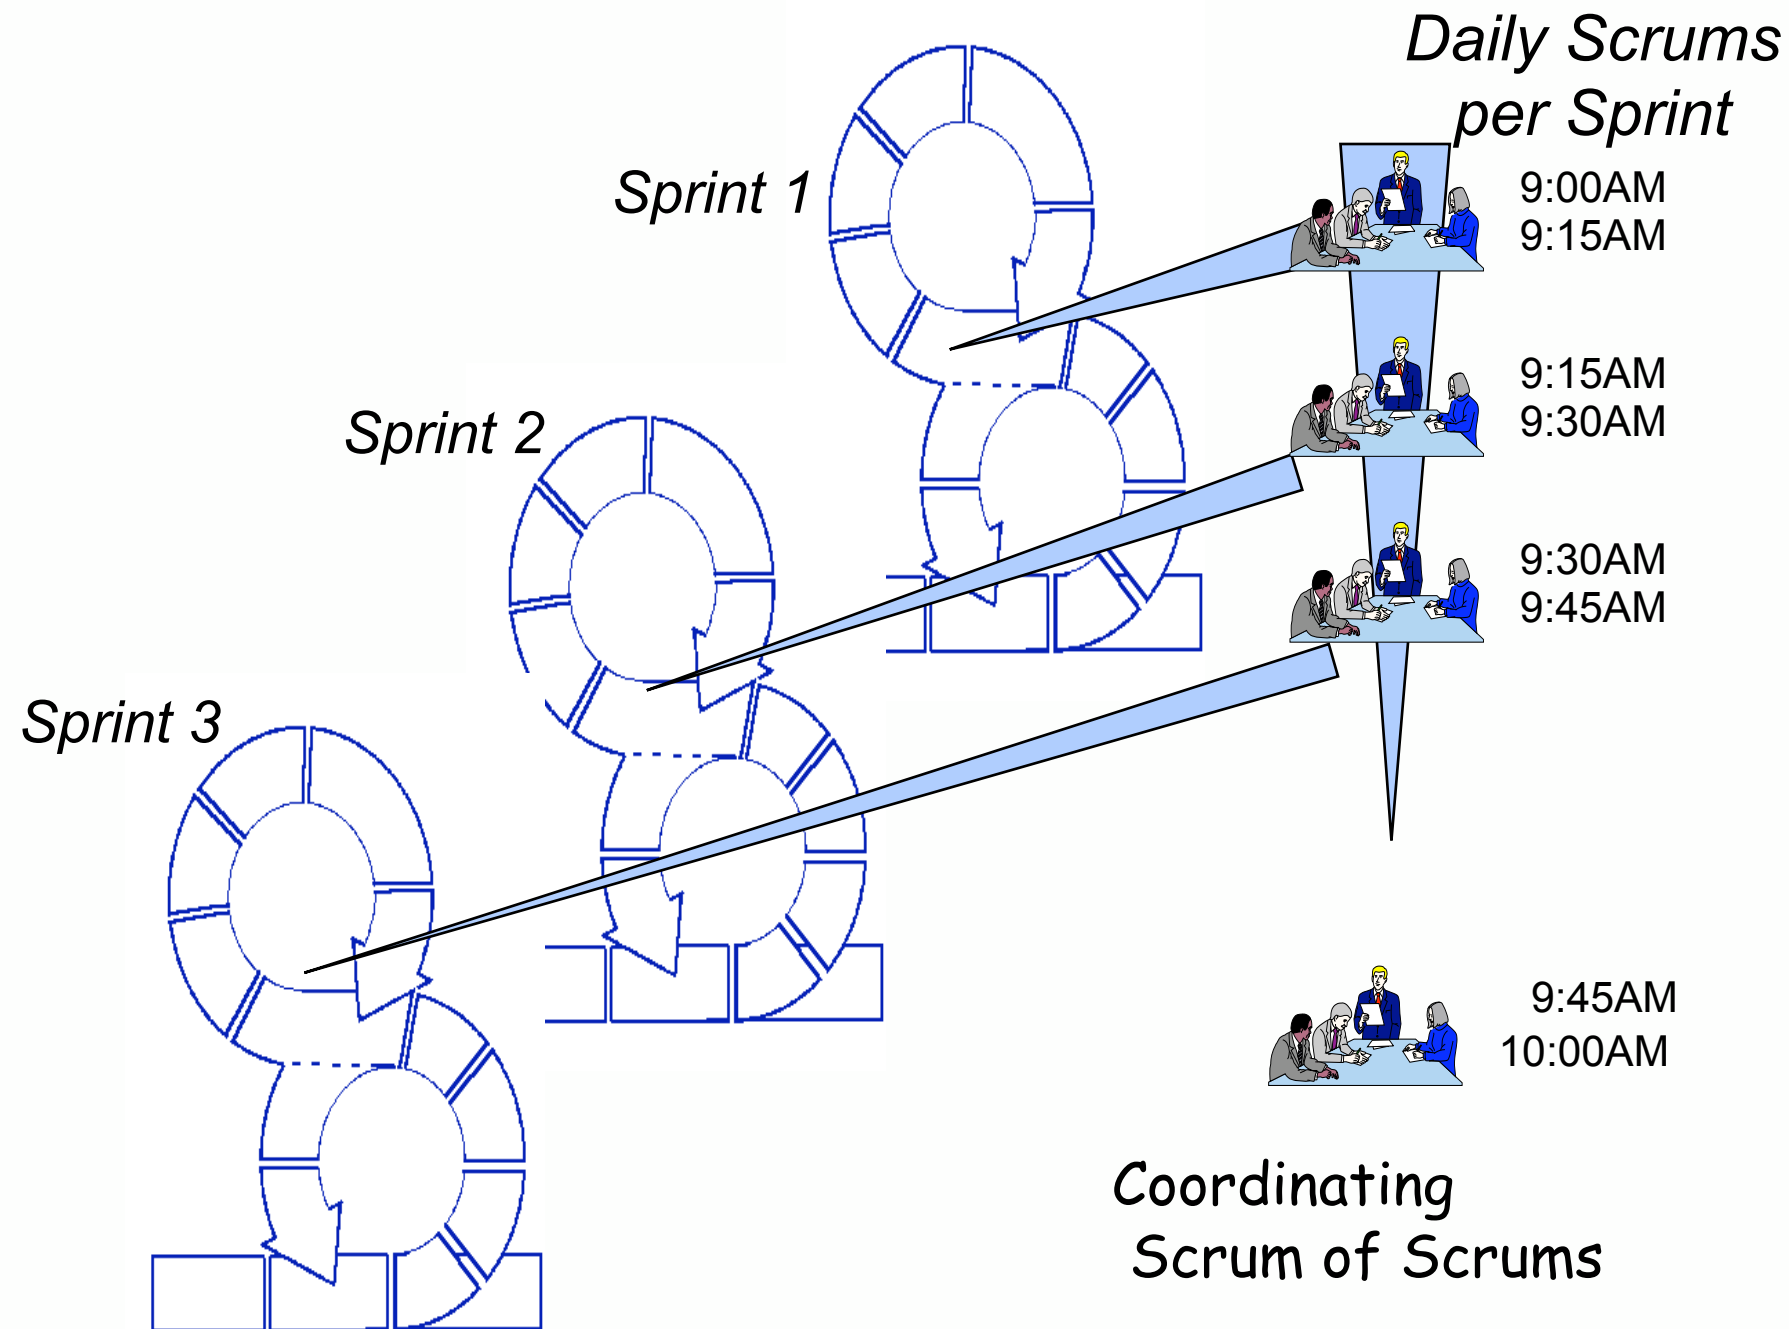 Daily Scrums
per Sprint
Sprint 1
9:00AM
9:15AM
Sprint 2
9:15AM
9:30AM
9:30AM
9:45AM
Sprint 3
9:45AM
10:00AM
Coordinating
Scrum of Scrums